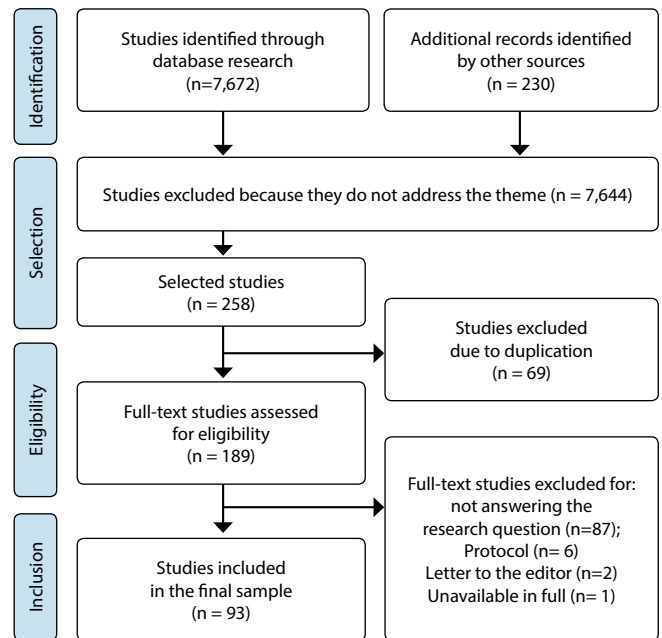 Identification
Studies identified through
database research
(n=7,672)
Additional records identified
by other sources
(n = 230)
Selection
Studies excluded because they do not address the theme (n = 7,644)
Selected studies
(n = 258)
Studies excluded
due to duplication
(n = 69)
Eligibility
Full-text studies assessed
for eligibility
(n = 189)
Full-text studies excluded for:
not answering the
research question (n=87);
Protocol (n= 6)
Letter to the editor (n=2)
Unavailable in full (n= 1)
Inclusion
Studies included
in the final sample
(n = 93)